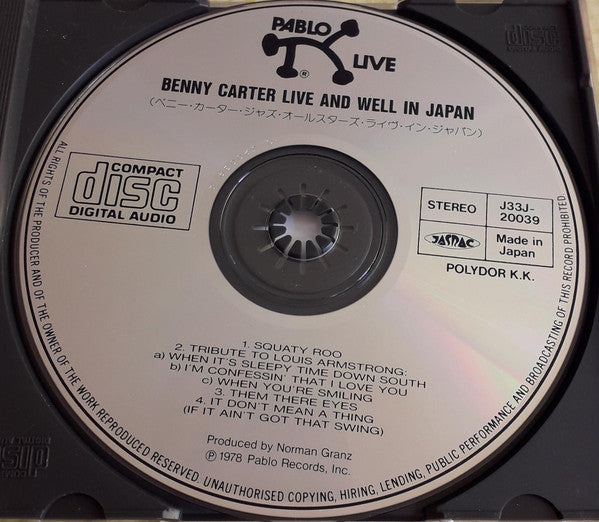 PABLO
LIVE
®
BENNY CARTER LIVE AND WELL IN JAPAN
(ベニー・カーター・ジャズ・オールスターズ・ライヴ・イン・ジャパン)
COMPACT
disc
DIGITAL AUDIO
STEREO
J33J-
20039
JASRAC
Made in
Japan
POLYDOR K.K.
1. SQUATY ROO
2. TRIBUTE TO LOUIS ARMSTRONG:
a) WHEN IT'S SLEEPY TIME DOWN SOUTH
b) I'M CONFESSIN' THAT I LOVE YOU
c) WHEN YOU'RE SMILING
3. THEM THERE EYES
4. IT DON'T MEAN A THING
(IF IT AIN'T GOT THAT SWING)
Produced by Norman Granz
℗ 1978 Pablo Records, Inc.
ALL RIGHTS OF THE PRODUCER AND OF THE OWNER OF THE WORK REPRODUCED RESERVED. UNAUTHORISED COPYING, HIRING, LENDING, PUBLIC PERFORMANCE AND BROADCASTING OF THIS RECORD PROHIBITED